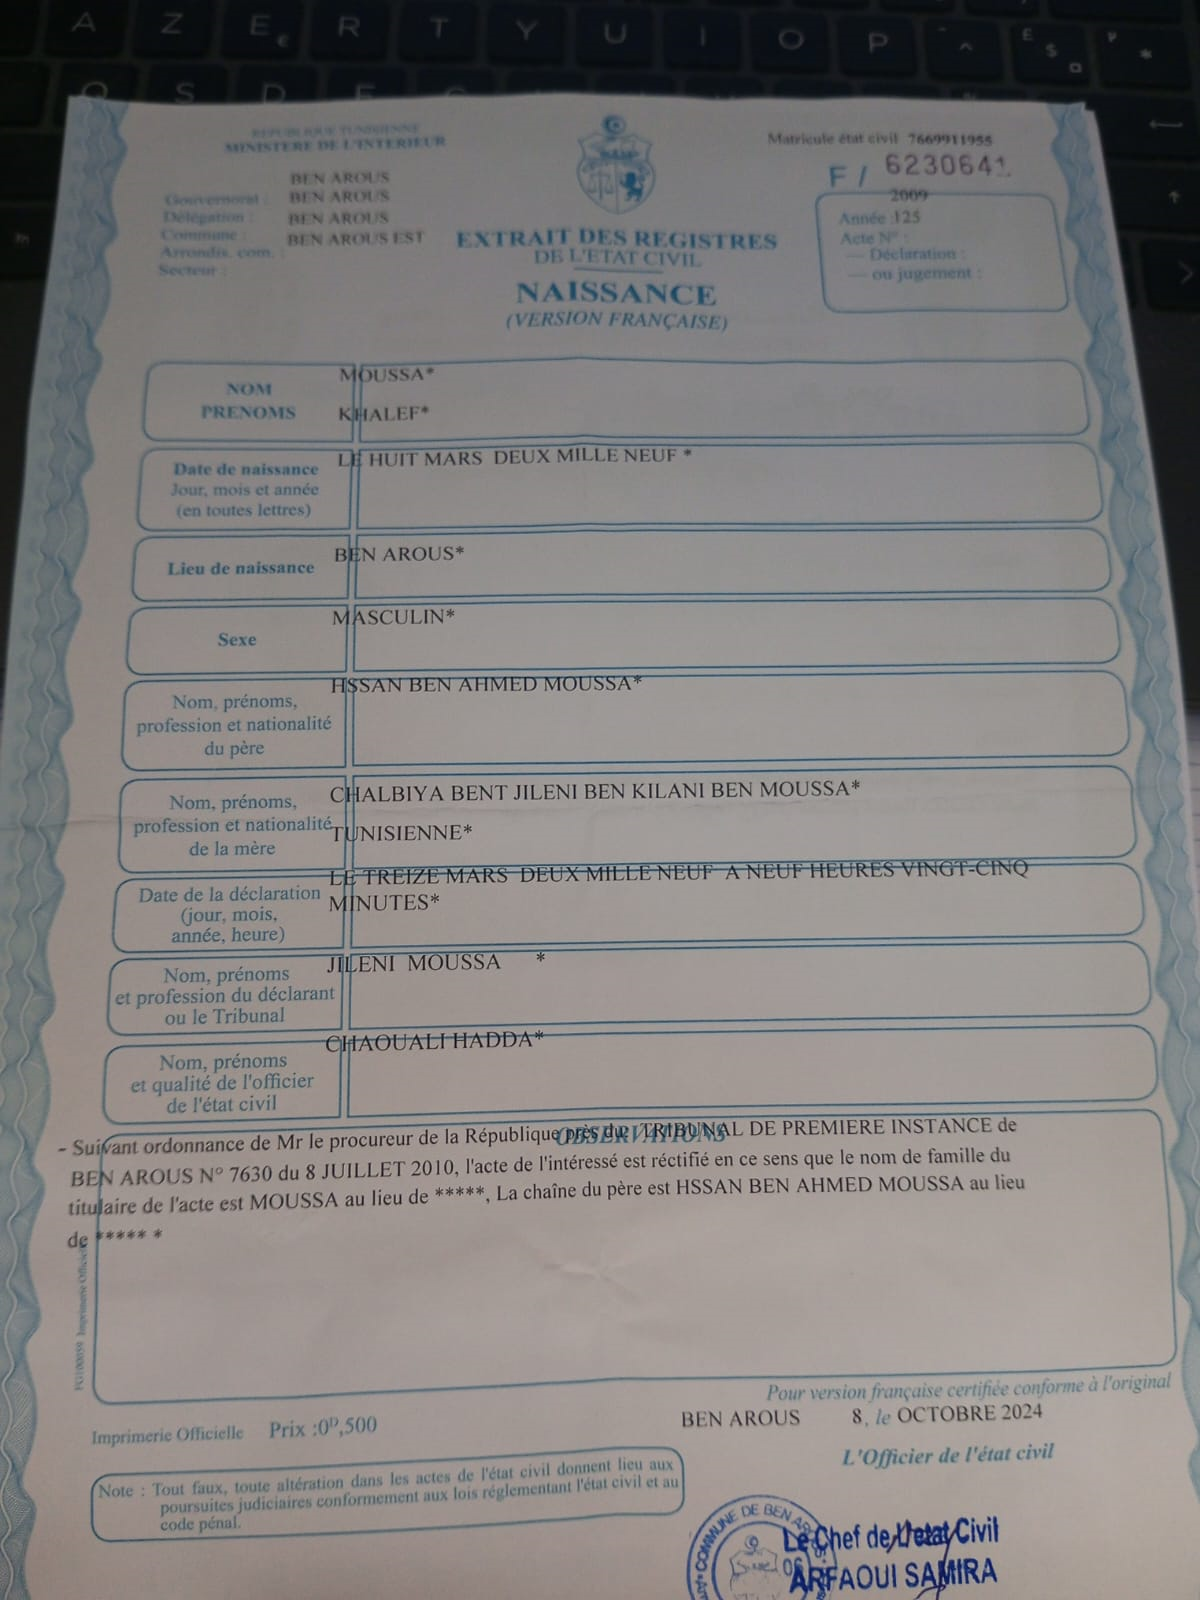 A Z E € R T Y U I O P ^ £ $ *
Q S D F
REPUBLIQUE TUNISIENNE
MINISTERE DE L'INTERIEUR
Gouvernorat : BEN AROUS
Délégation : BEN AROUS
Commune : BEN AROUS
Arrondis. com. : BEN AROUS EST
Secteur :
EXTRAIT DES REGISTRES
DE L'ETAT CIVIL
NAISSANCE
(VERSION FRANÇAISE)
Matricule état civil 7669911955
F / 6230641
2009
Année : 125
Acte N° :
— Déclaration :
— ou jugement :
NOM MOUSSA*
PRENOMS KHALEF*
Date de naissance LE HUIT MARS DEUX MILLE NEUF *
Jour, mois et année
(en toutes lettres)
Lieu de naissance BEN AROUS*
Sexe MASCULIN*
Nom, prénoms, HSSAN BEN AHMED MOUSSA*
profession et nationalité
du père
Nom, prénoms, CHALBIYA BENT JILENI BEN KILANI BEN MOUSSA*
profession et nationalité TUNISIENNE*
de la mère
Date de la déclaration LE TREIZE MARS DEUX MILLE NEUF A NEUF HEURES VINGT-CINQ
(jour, mois, MINUTES*
année, heure)
Nom, prénoms JILENI MOUSSA *
et profession du déclarant
ou le Tribunal
Nom, prénoms CHAOUALI HADDA*
et qualité de l'officier
de l'état civil
OBSERVATIONS
- Suivant ordonnance de Mr le procureur de la République près du TRIBUNAL DE PREMIERE INSTANCE de
BEN AROUS N° 7630 du 8 JUILLET 2010, l'acte de l'intéressé est réctifié en ce sens que le nom de famille du
titulaire de l'acte est MOUSSA au lieu de *****, La chaîne du père est HSSAN BEN AHMED MOUSSA au lieu
de ***** *
Imprimerie Officielle
Pour version française certifiée conforme à l'original
BEN AROUS 8, le OCTOBRE 2024
L'Officier de l'état civil
Imprimerie Officielle Prix :0ᴰ,500
Note : Tout faux, toute altération dans les actes de l'état civil donnent lieu aux
poursuites judiciaires conformement aux lois réglementant l'état civil et au
code pénal.
COMMUNE DE BEN AROUS
06
Le Chef de L'etat Civil
ARFAOUI SAMIRA